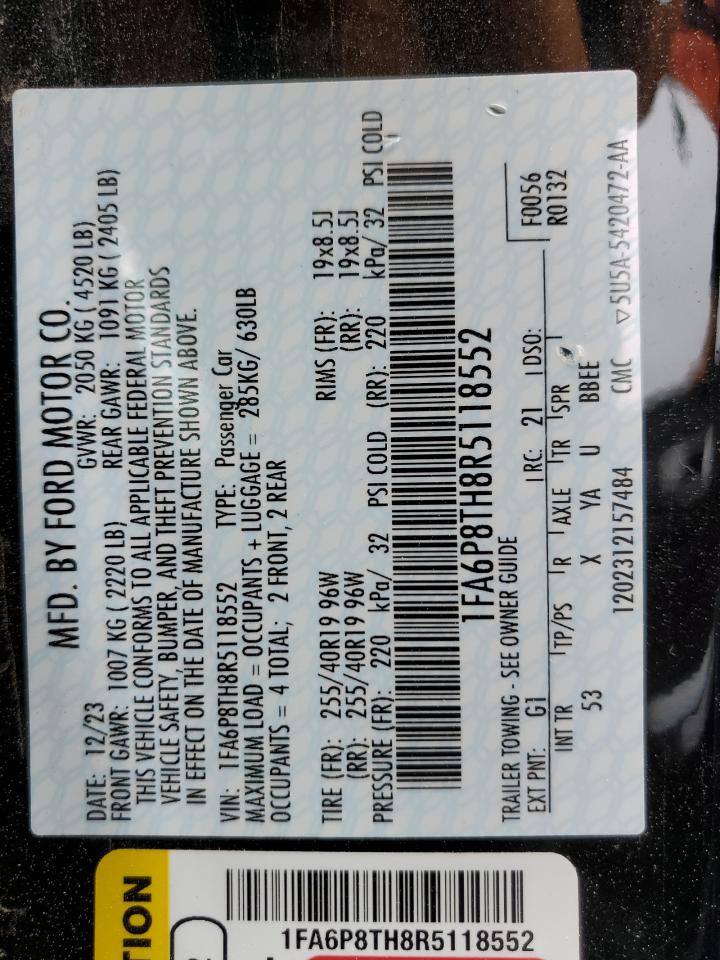 MFD. BY FORD MOTOR CO.
DATE: 12/23 GVWR: 2050 KG ( 4520 LB)
FRONT GAWR: 1007 KG ( 2220 LB) REAR GAWR: 1091 KG ( 2405 LB)
THIS VEHICLE CONFORMS TO ALL APPLICABLE FEDERAL MOTOR
VEHICLE SAFETY, BUMPER, AND THEFT PREVENTION STANDARDS
IN EFFECT ON THE DATE OF MANUFACTURE SHOWN ABOVE.
VIN: 1FA6P8TH8R5118552 TYPE: Passenger Car
MAXIMUM LOAD = OCCUPANTS + LUGGAGE = 285KG/ 630LB
OCCUPANTS = 4 TOTAL; 2 FRONT, 2 REAR
TIRE (FR): 255/40R19 96W RIMS (FR): 19x8.5J
(RR): 255/40R19 96W (RR): 19x8.5J
PRESSURE (FR): 220 kPa/ 32 PSI COLD (RR): 220 kPa/ 32 PSI COLD
1FA6P8TH8R5118552
TRAILER TOWING - SEE OWNER GUIDE F0056
EXT PNT: G1 RC: 21 DSO: R0132
INT TR TP/PS R AXLE TR SPR
53 X YA U BBEE
1202312157484 CMC ▽5U5A-5420472-AA
TION
1FA6P8TH8R5118552